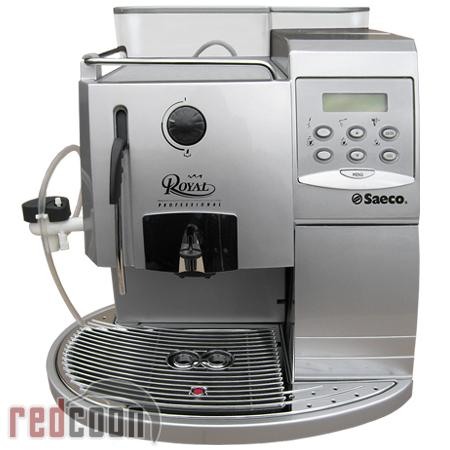 Saeco.
MENU
ROYAL
PROFESSIONAL
redcoon